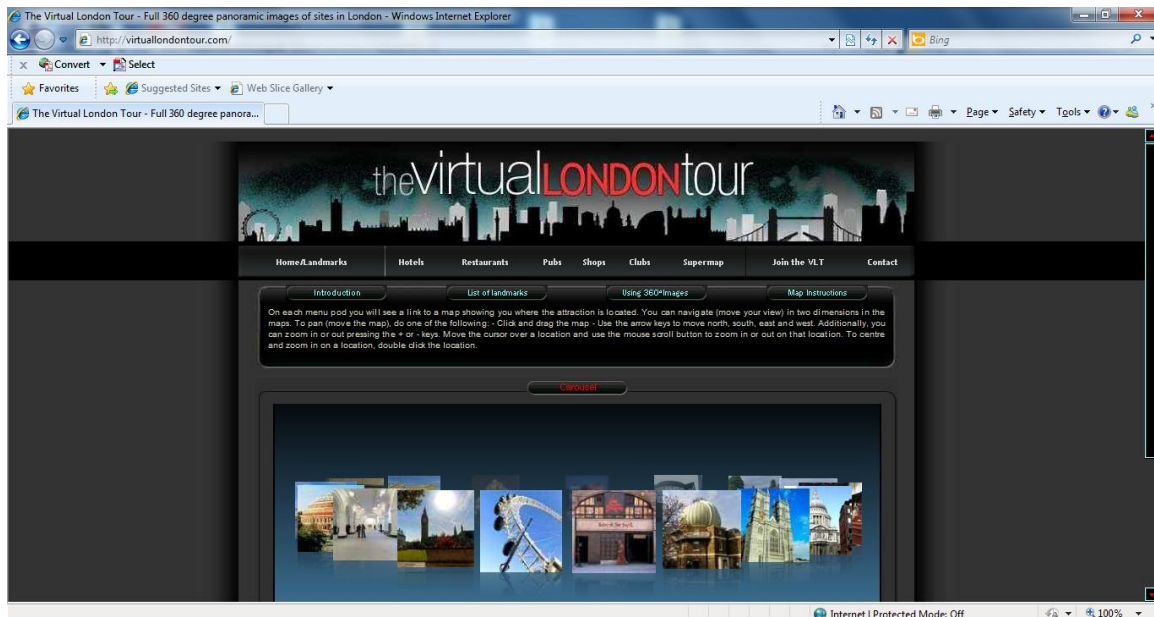 The Virtual London Tour - Full 360 degree panoramic images of sites in London - Windows Internet Explorer
http://virtuallondontour.com/
Bing
x Convert Select
Favorites Suggested Sites Web Slice Gallery
The Virtual London Tour - Full 360 degree panora...
Page Safety Tools
thevirtualLONDONtour
Home/Landmarks Hotels Restaurants Pubs Shops Clubs Supermap Join the VLT Contact
Introduction List of landmarks Using 360°Images Map Instructions
On each menu pod you will see a link to a map showing you where the attraction is located. You can navigate (move your view) in two dimensions in the
maps. To pan (move the map), do one of the following: - Click and drag the map - Use the arrow keys to move north, south, east and west. Additionally, you
can zoom in or out pressing the + or - keys. Move the cursor over a location and use the mouse scroll button to zoom in or out on that location. To centre
and zoom in on a location, double click the location.
Carousel
Internet | Protected Mode: Off 100%